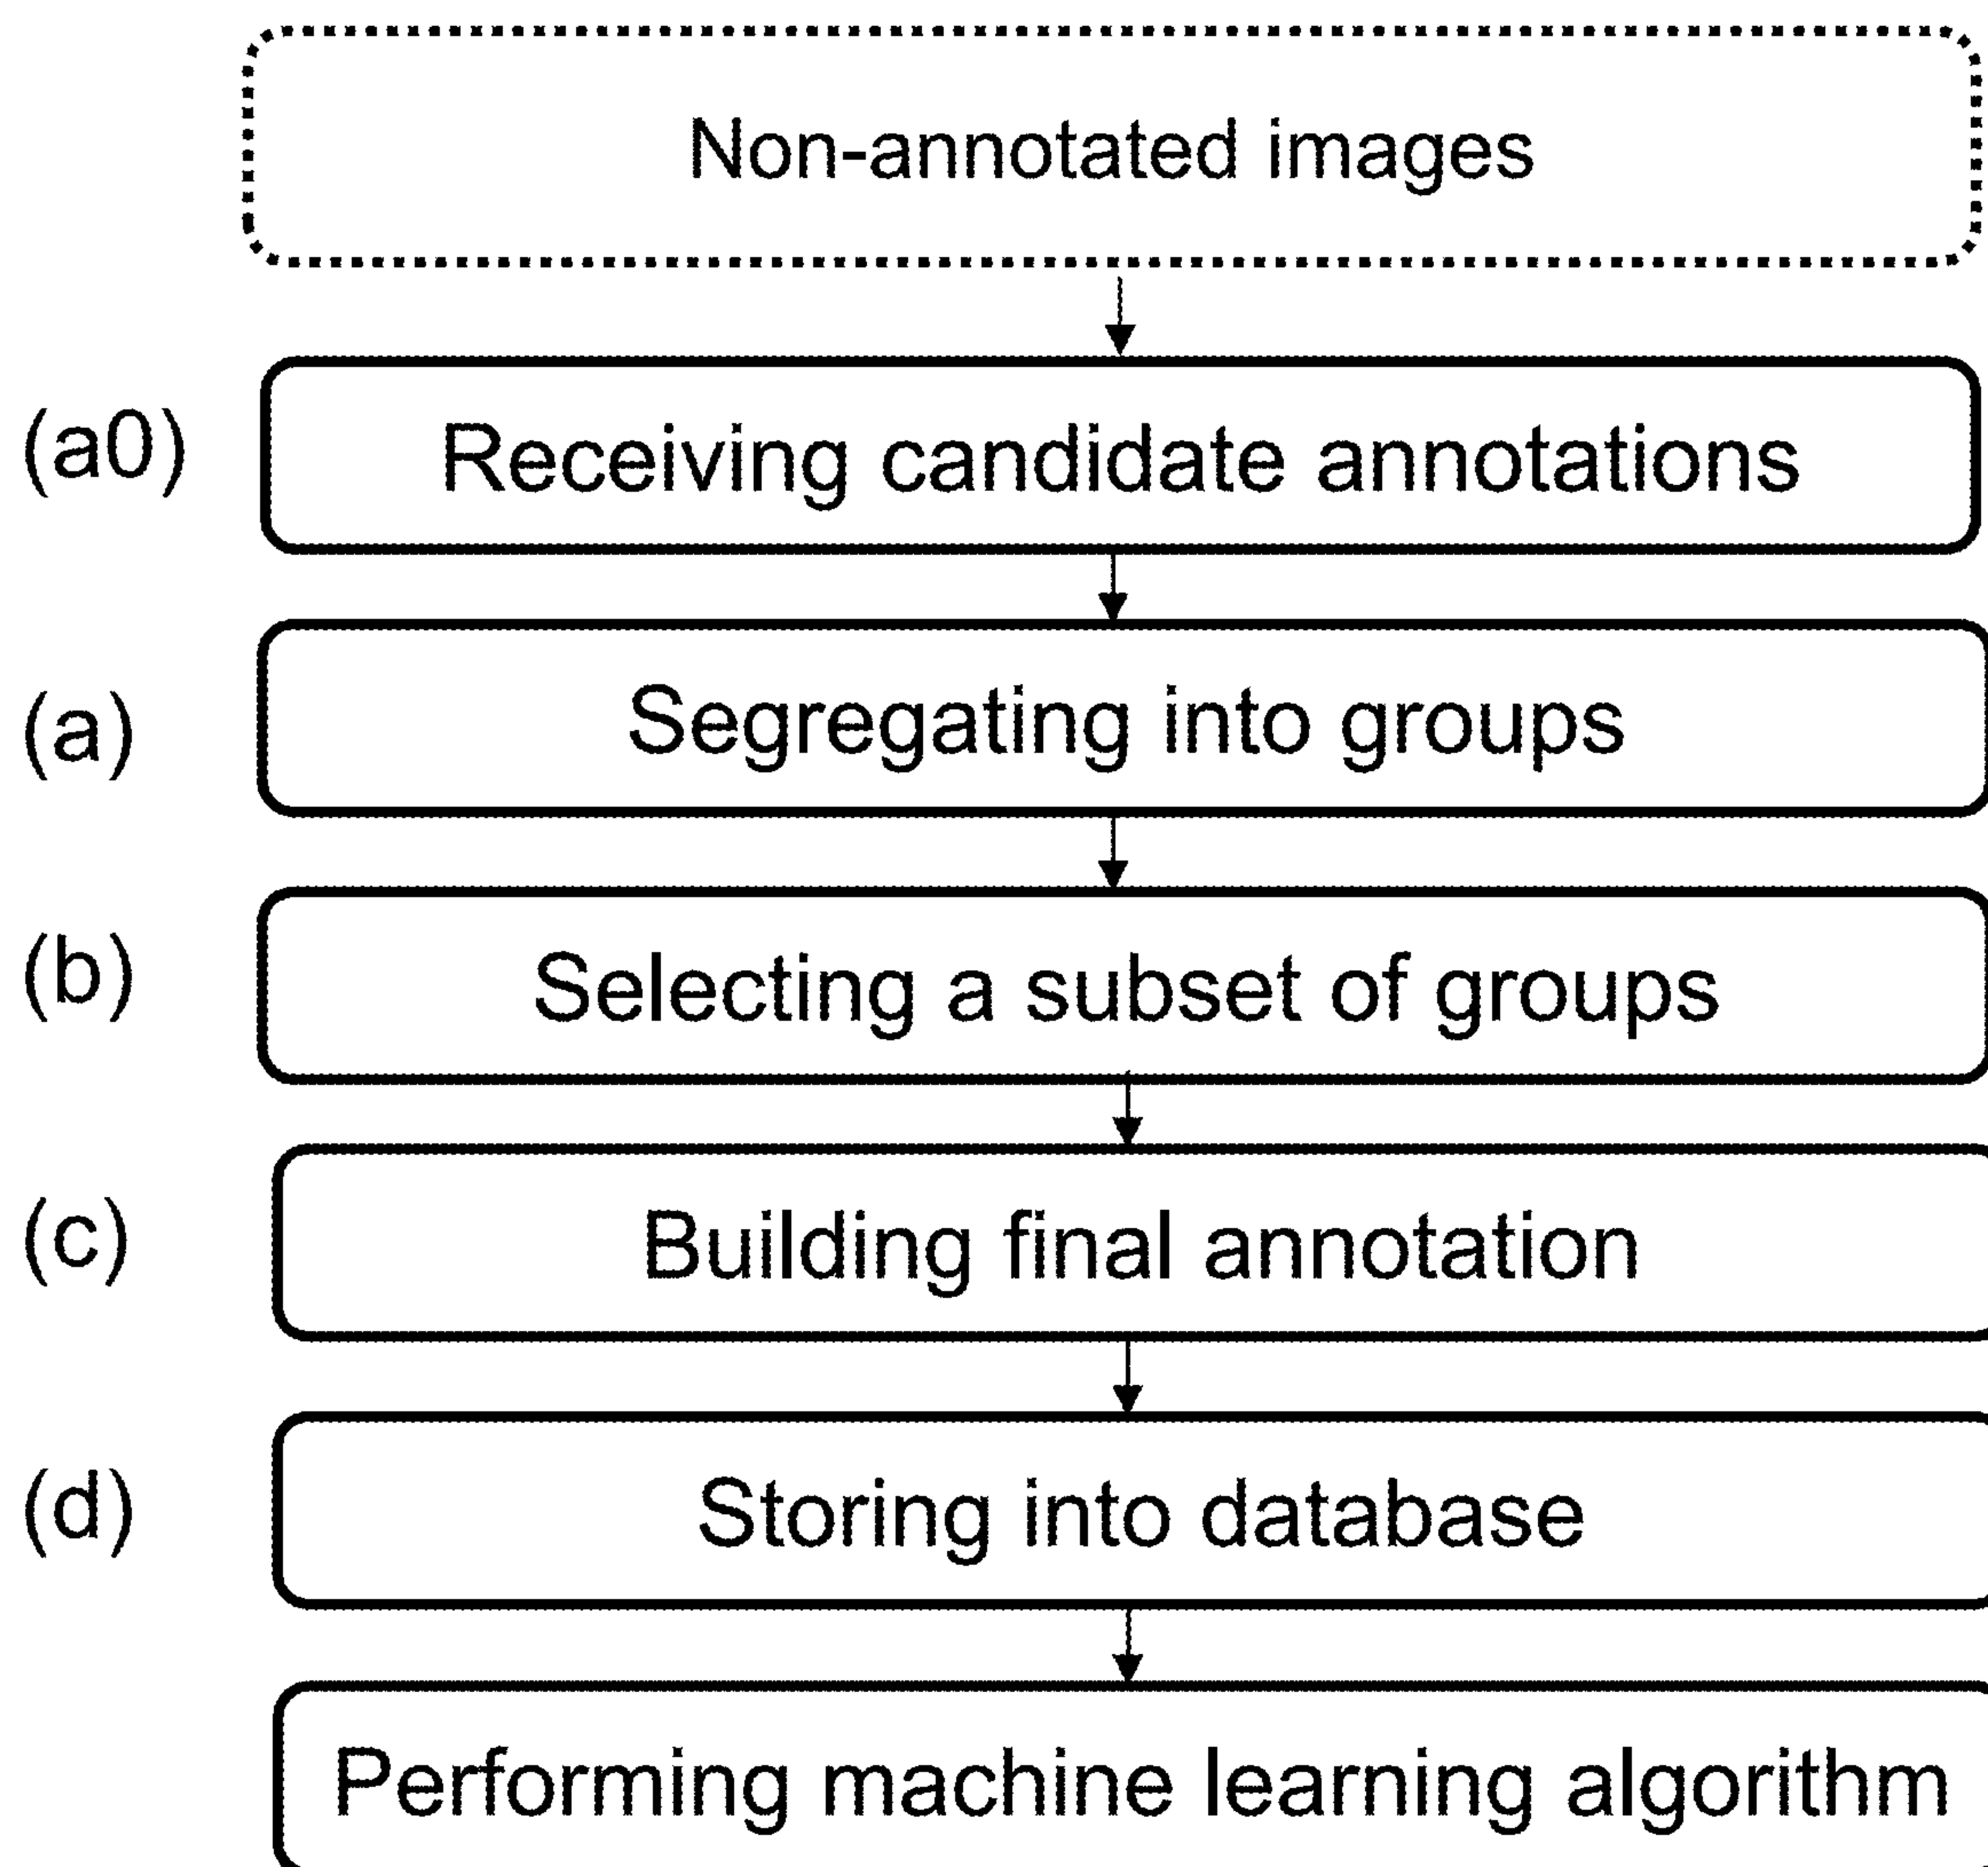 Non-annotated images
(a0) Receiving candidate annotations
(a) Segregating into groups
(b) Selecting a subset of groups
(c) Building final annotation
(d) Storing into database
Performing machine learning algorithm